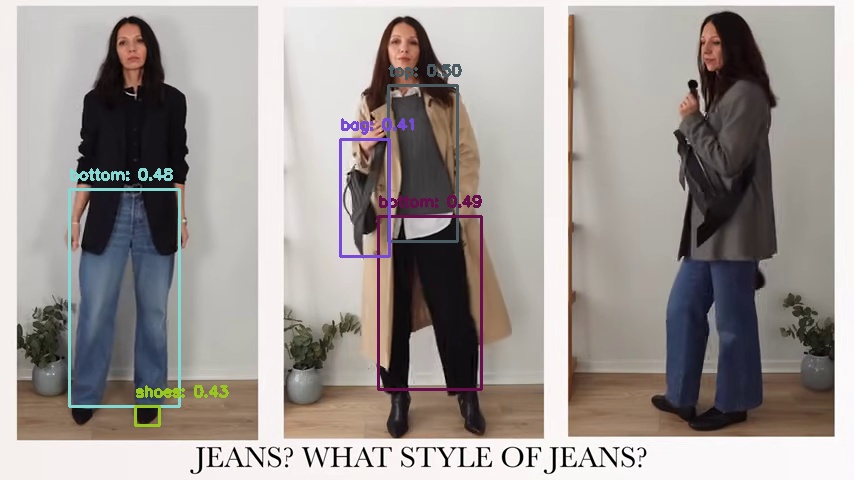 top: 0.50
bag: 0.41
bottom: 0.48
bottom: 0.49
shoes: 0.43
JEANS? WHAT STYLE OF JEANS?